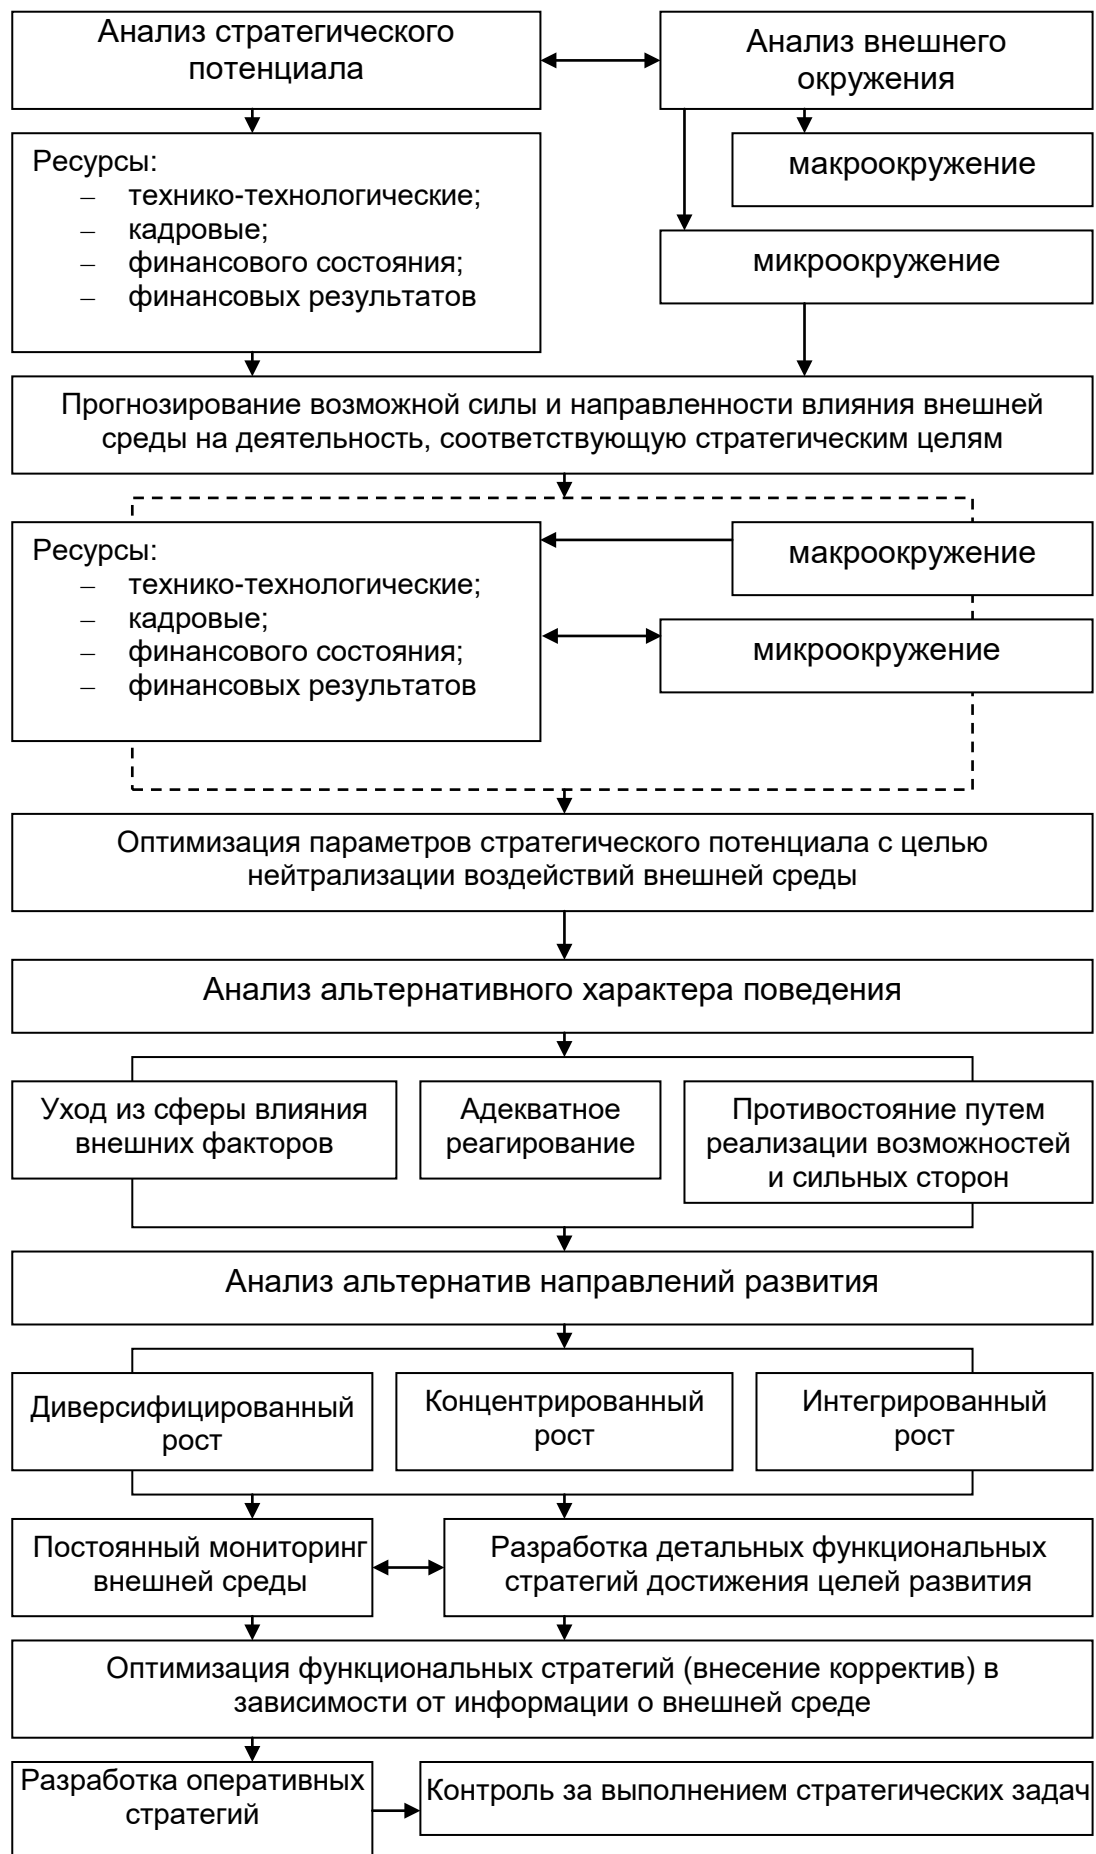 Анализ стратегического
потенциала
Анализ внешнего
окружения
Ресурсы:
– технико-технологические;
– кадровые;
– финансового состояния;
– финансовых результатов
макроокружение
микроокружение
Прогнозирование возможной силы и направленности влияния внешней
среды на деятельность, соответствующую стратегическим целям
Ресурсы:
– технико-технологические;
– кадровые;
– финансового состояния;
– финансовых результатов
макроокружение
микроокружение
Оптимизация параметров стратегического потенциала с целью
нейтрализации воздействий внешней среды
Анализ альтернативного характера поведения
Уход из сферы влияния
внешних факторов
Адекватное
реагирование
Противостояние путем
реализации возможностей
и сильных сторон
Анализ альтернатив направлений развития
Диверсифицированный
рост
Концентрированный
рост
Интегрированный
рост
Постоянный мониторинг
внешней среды
Разработка детальных функциональных
стратегий достижения целей развития
Оптимизация функциональных стратегий (внесение корректив) в
зависимости от информации о внешней среде
Разработка оперативных
стратегий
Контроль за выполнением стратегических задач